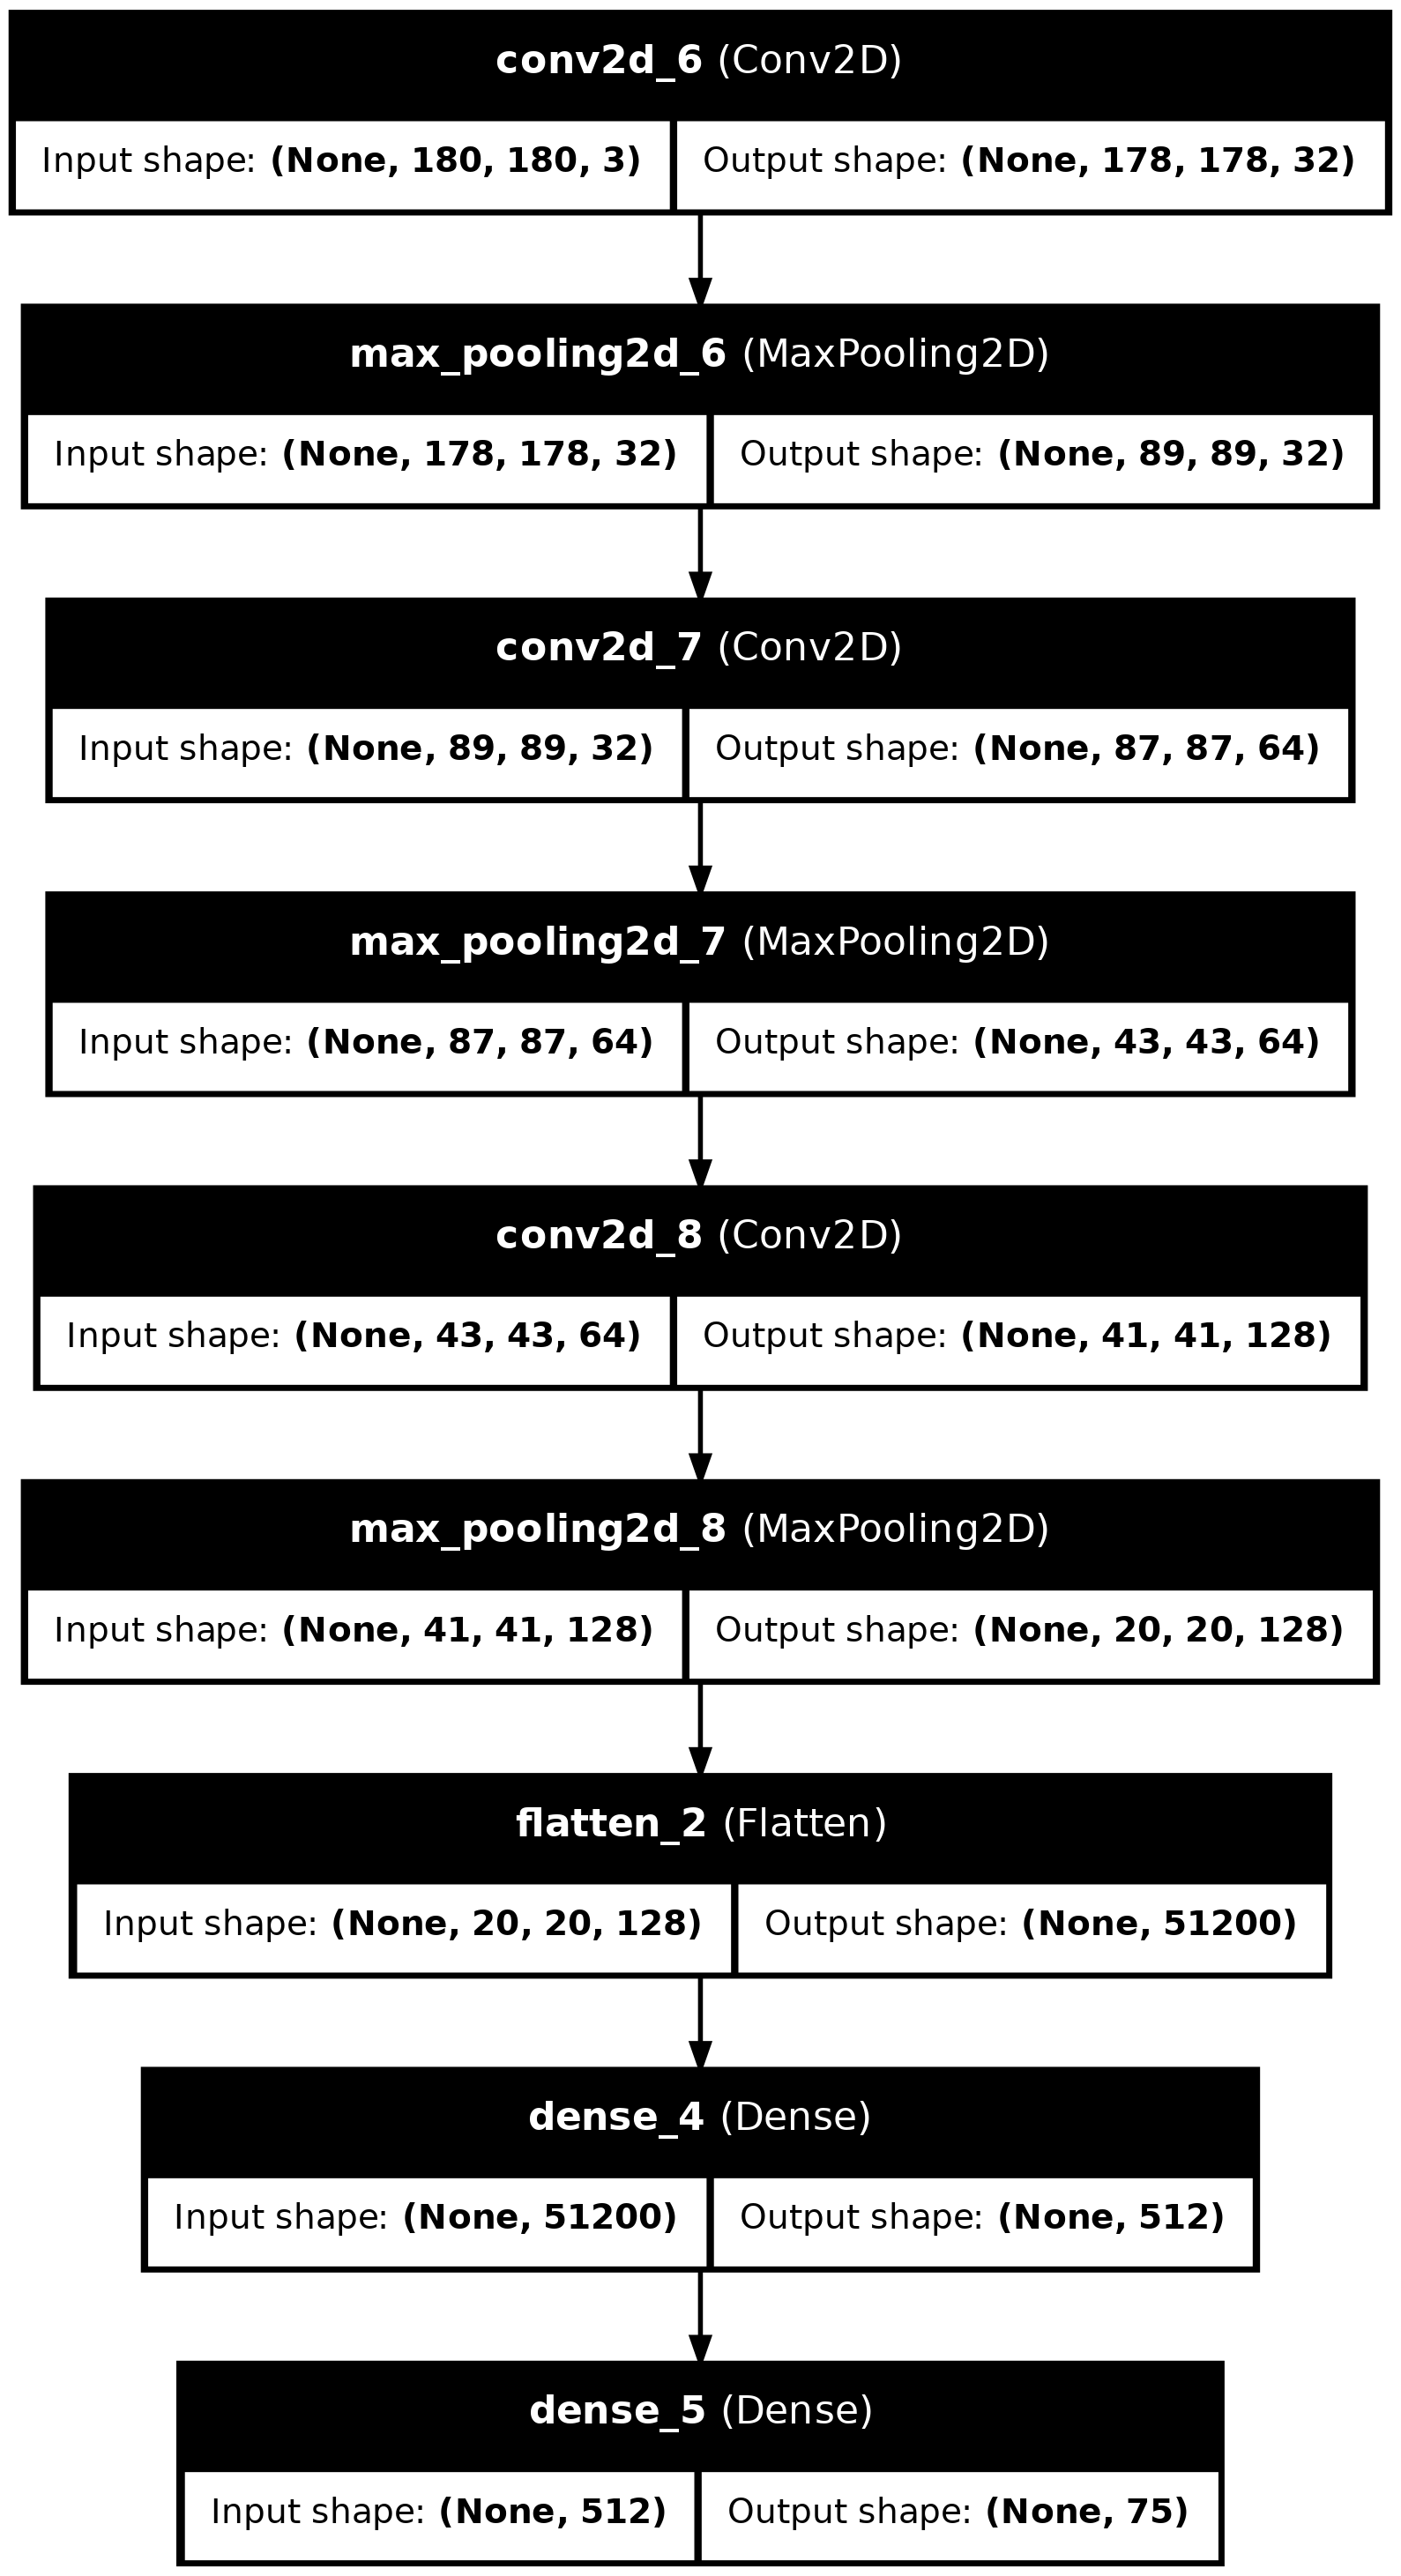 conv2d_6 (Conv2D)
Input shape: (None, 180, 180, 3) Output shape: (None, 178, 178, 32)
max_pooling2d_6 (MaxPooling2D)
Input shape: (None, 178, 178, 32) Output shape: (None, 89, 89, 32)
conv2d_7 (Conv2D)
Input shape: (None, 89, 89, 32) Output shape: (None, 87, 87, 64)
max_pooling2d_7 (MaxPooling2D)
Input shape: (None, 87, 87, 64) Output shape: (None, 43, 43, 64)
conv2d_8 (Conv2D)
Input shape: (None, 43, 43, 64) Output shape: (None, 41, 41, 128)
max_pooling2d_8 (MaxPooling2D)
Input shape: (None, 41, 41, 128) Output shape: (None, 20, 20, 128)
flatten_2 (Flatten)
Input shape: (None, 20, 20, 128) Output shape: (None, 51200)
dense_4 (Dense)
Input shape: (None, 51200) Output shape: (None, 512)
dense_5 (Dense)
Input shape: (None, 512) Output shape: (None, 75)